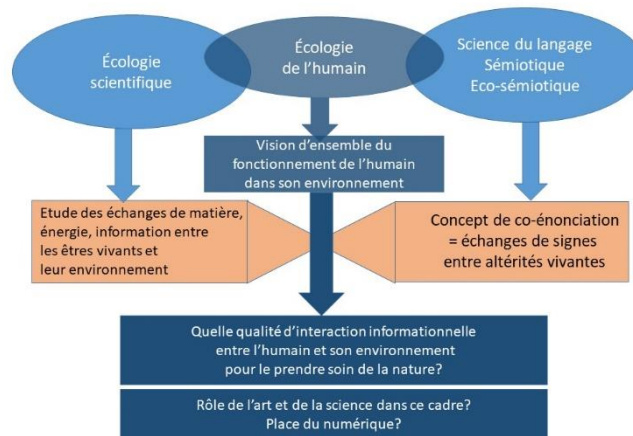 Écologie
scientifique
Écologie
de l'humain
Science du langage
Sémiotique
Eco-sémiotique
Vision d'ensemble du
fonctionnement de l'humain
dans son environnement
Etude des échanges de matière,
énergie, information entre
les êtres vivants et
leur environnement
Concept de co-énonciation
= échanges de signes
entre altérités vivantes
Quelle qualité d'interaction informationnelle
entre l'humain et son environnement
pour le prendre soin de la nature?
Rôle de l'art et de la science dans ce cadre?
Place du numérique?